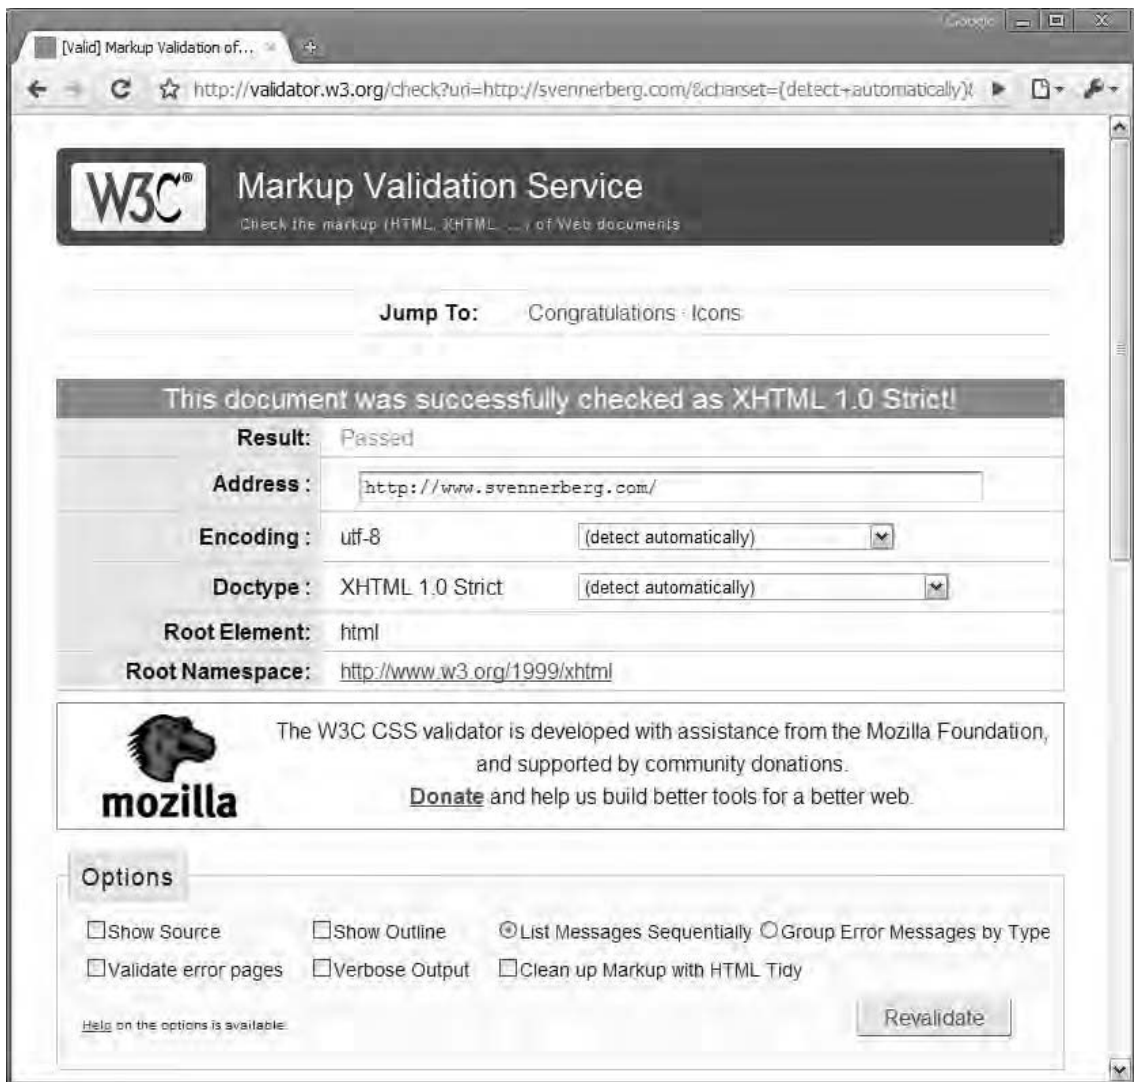 Google
[Valid] Markup Validation of...
http://validator.w3.org/check?uri=http://svennerberg.com/&charset=(detect+automatically)&
W3C®
Markup Validation Service
Check the markup (HTML, XHTML, ...) of Web documents
Jump To: Congratulations · Icons
This document was successfully checked as XHTML 1.0 Strict!
Result: Passed
Address : http://www.svennerberg.com/
Encoding : utf-8 (detect automatically)
Doctype : XHTML 1.0 Strict (detect automatically)
Root Element: html
Root Namespace: http://www.w3.org/1999/xhtml
The W3C CSS validator is developed with assistance from the Mozilla Foundation,
and supported by community donations.
Donate and help us build better tools for a better web.
mozilla
Options
Show Source Show Outline List Messages Sequentially Group Error Messages by Type
Validate error pages Verbose Output Clean up Markup with HTML Tidy
Help on the options is available.
Revalidate